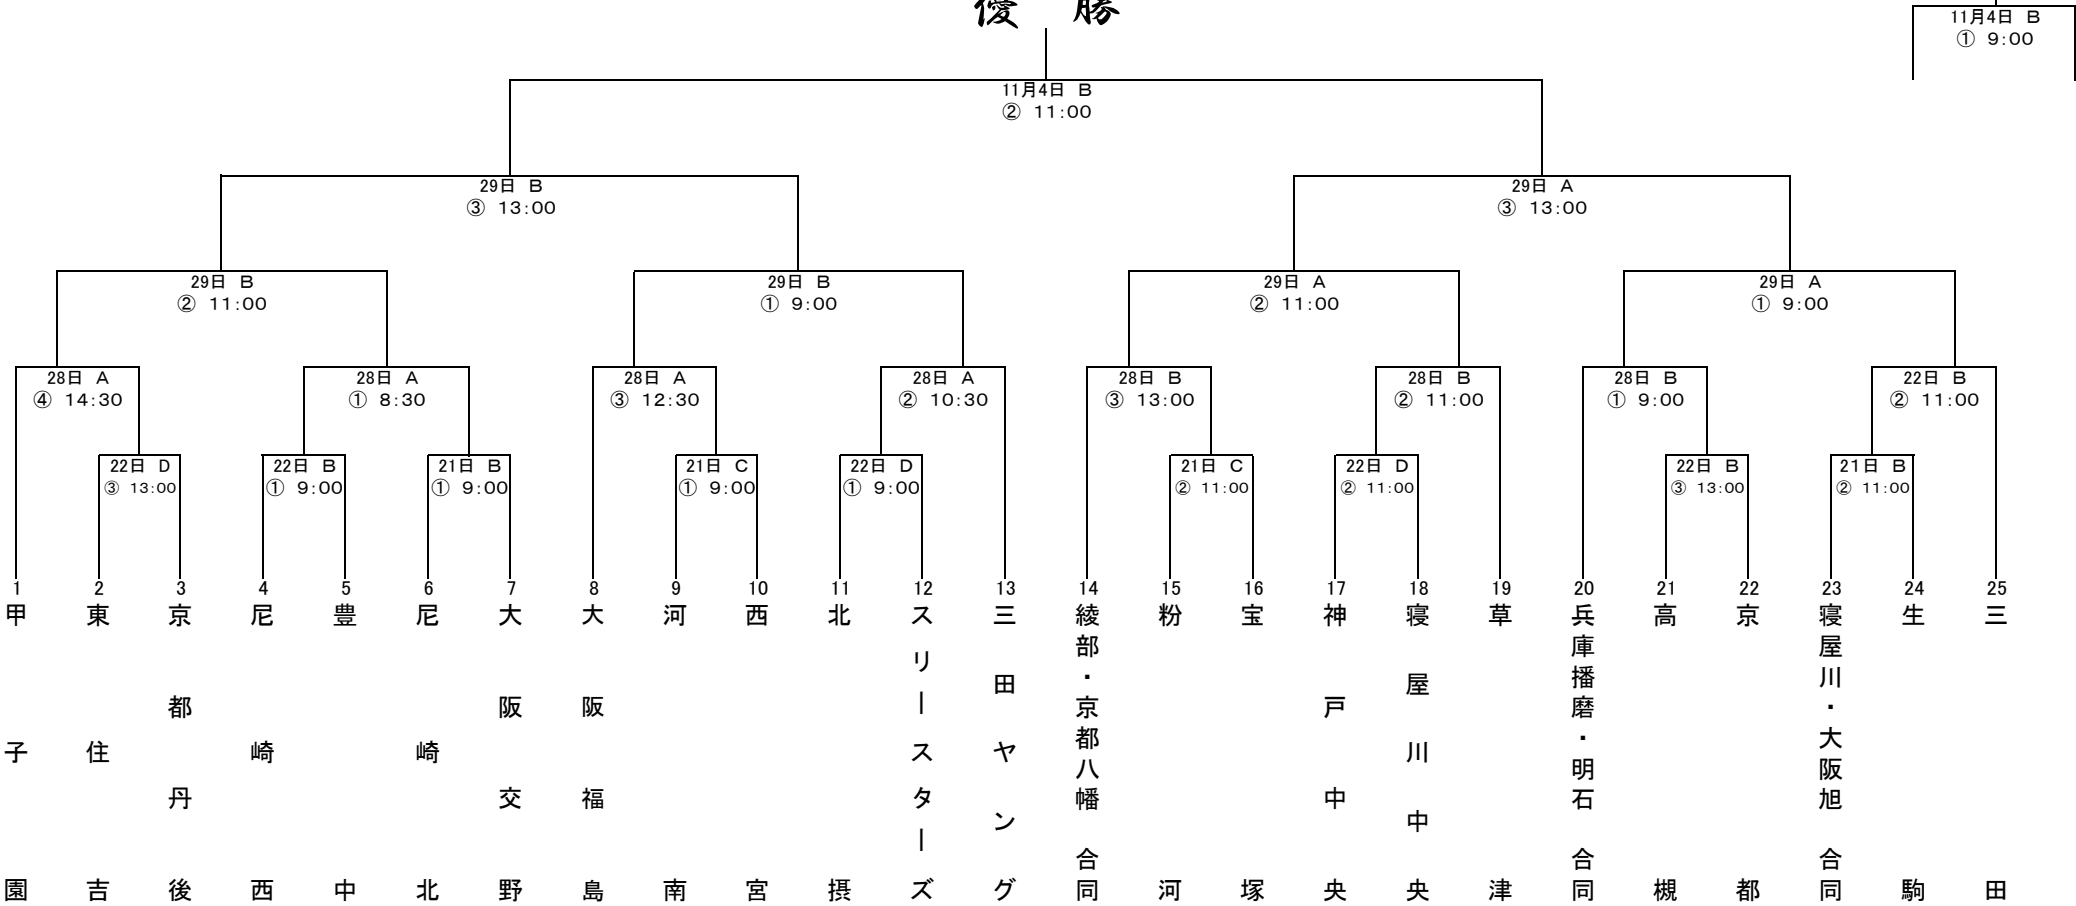 優 勝
11月4日 B
① 9:00
11月4日 B
② 11:00
29日 B
③ 13:00
29日 A
③ 13:00
29日 B
② 11:00
29日 B
① 9:00
29日 A
② 11:00
29日 A
① 9:00
28日 A
④ 14:30
28日 A
① 8:30
28日 A
③ 12:30
28日 A
② 10:30
28日 B
③ 13:00
28日 B
② 11:00
28日 B
① 9:00
22日 B
② 11:00
22日 D
③ 13:00
22日 B
① 9:00
21日 B
① 9:00
21日 C
① 9:00
22日 D
① 9:00
21日 C
② 11:00
22日 D
② 11:00
22日 B
③ 13:00
21日 B
② 11:00
1
甲子園
2
東住吉
3
京都丹後
4
尼崎西
5
豊中
6
尼崎北
7
大阪交野
8
大阪福島
9
河南
10
西宮
11
北摂
12
スリースターズ
13
三田ヤング
14
綾部・京都八幡 合同
15
粉河
16
宝塚
17
神戸中央
18
寝屋川中央
19
草津
20
兵庫播磨・明石 合同
21
高槻
22
京都
23
寝屋川・大阪旭 合同
24
生駒
25
三田